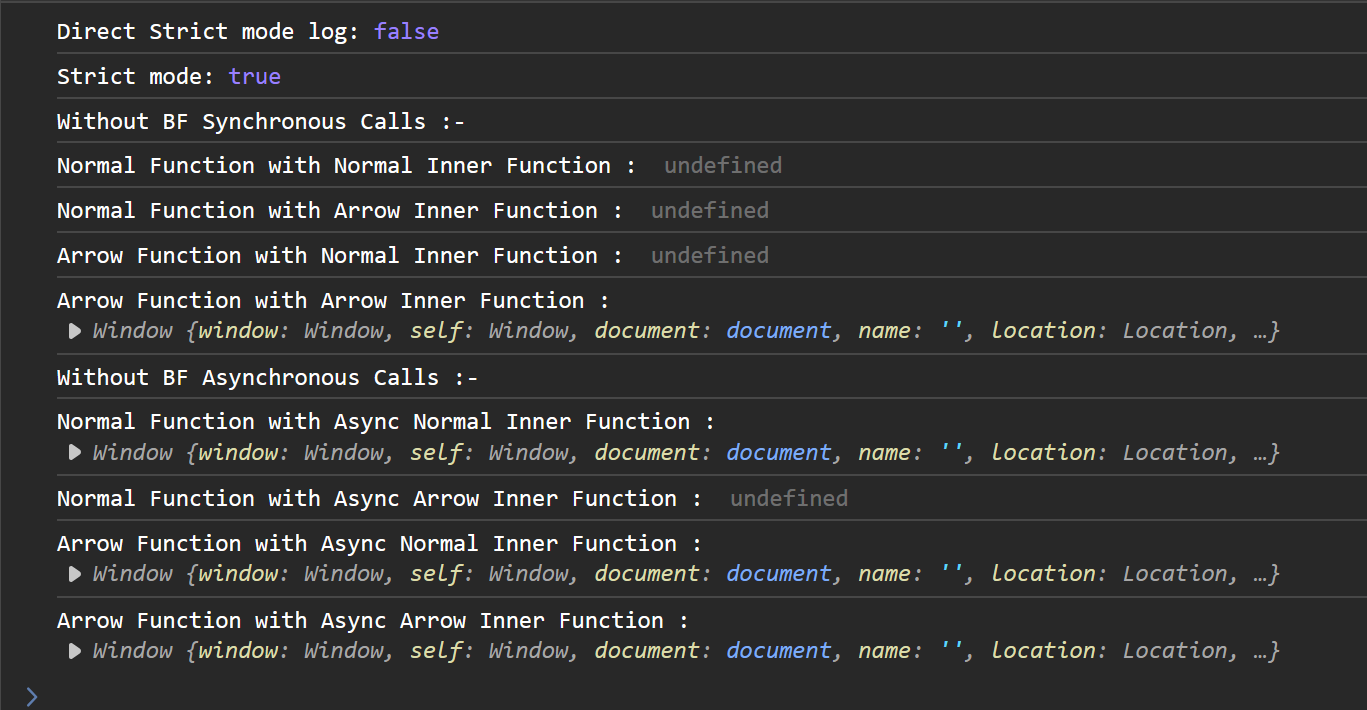 Direct Strict mode log: false
Strict mode: true
Without BF Synchronous Calls :-
Normal Function with Normal Inner Function :  undefined
Normal Function with Arrow Inner Function :  undefined
Arrow Function with Normal Inner Function :  undefined
Arrow Function with Arrow Inner Function :
Window {window: Window, self: Window, document: document, name: '', location: Location, …}
Without BF Asynchronous Calls :-
Normal Function with Async Normal Inner Function :
Window {window: Window, self: Window, document: document, name: '', location: Location, …}
Normal Function with Async Arrow Inner Function :  undefined
Arrow Function with Async Normal Inner Function :
Window {window: Window, self: Window, document: document, name: '', location: Location, …}
Arrow Function with Async Arrow Inner Function :
Window {window: Window, self: Window, document: document, name: '', location: Location, …}